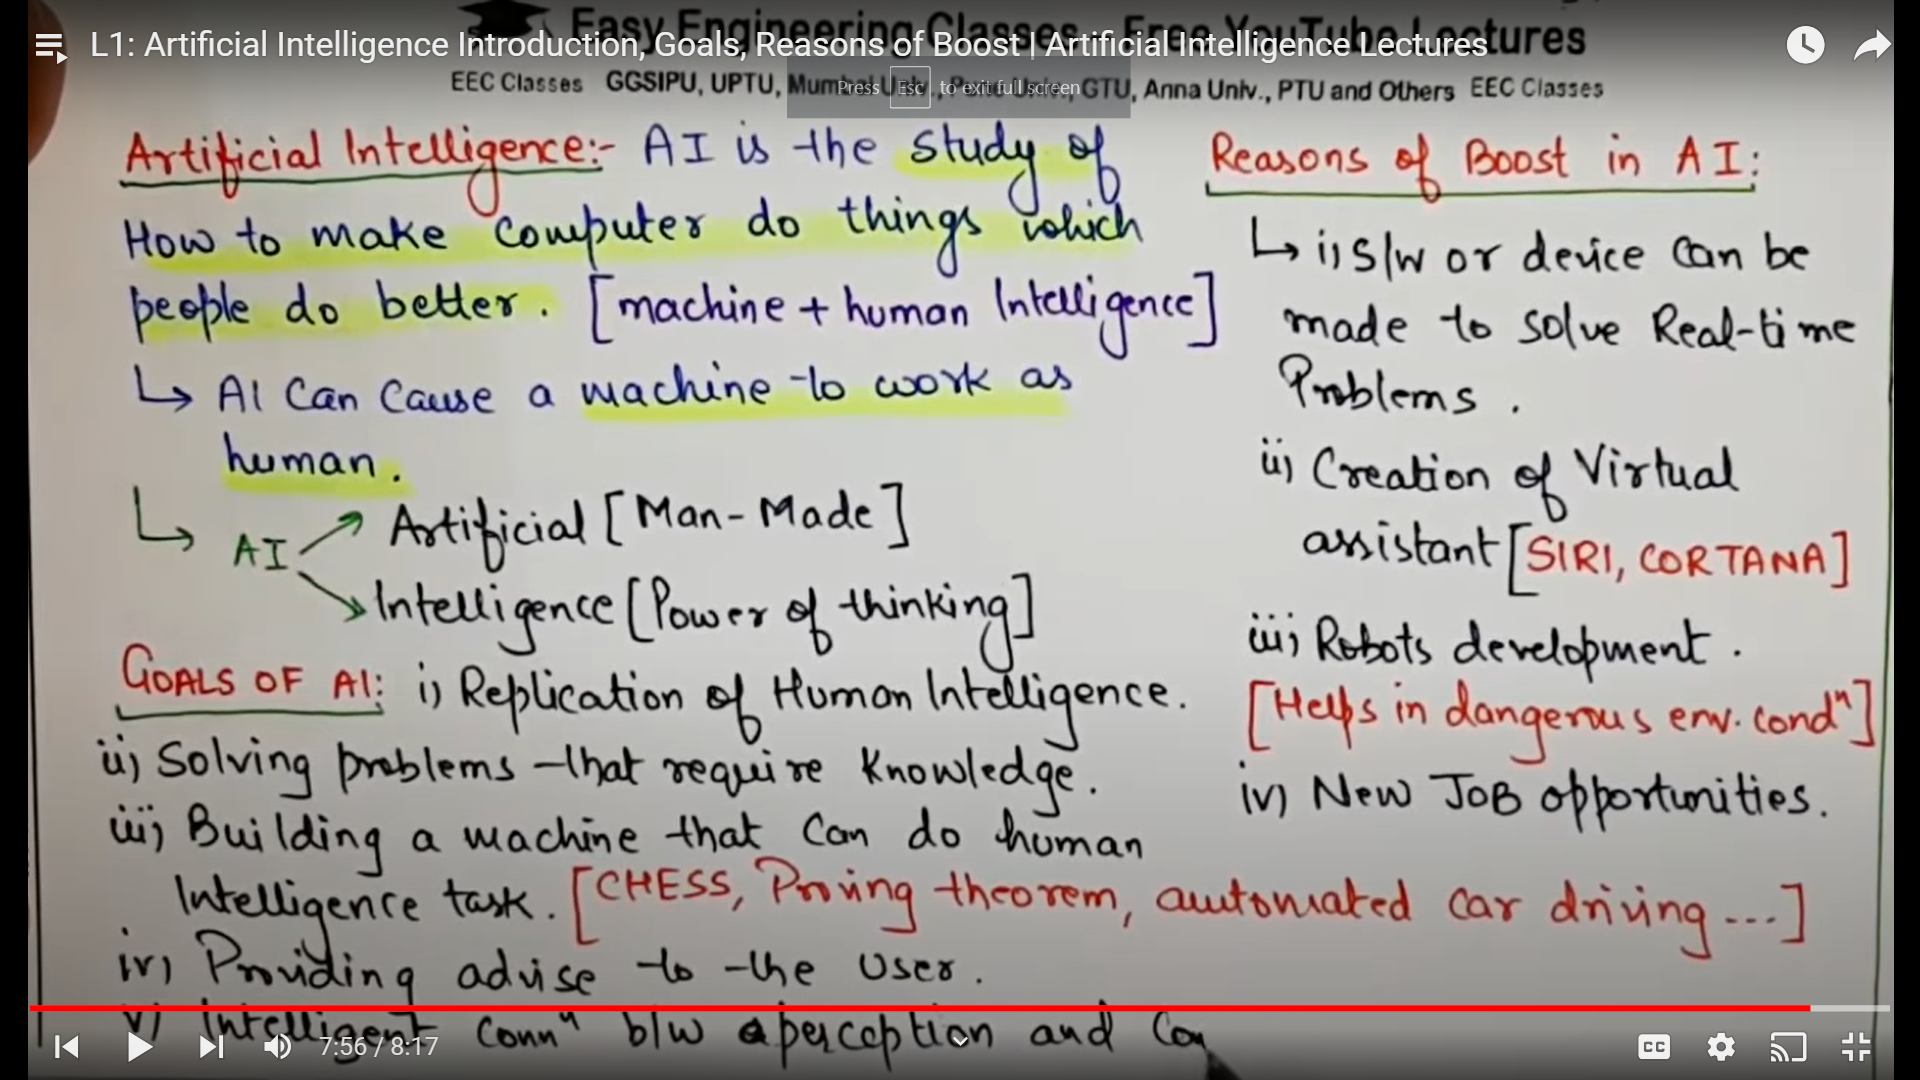 Easy Engineering Classes – Free YouTube Lectures
L1: Artificial Intelligence Introduction, Goals, Reasons of Boost | Artificial Intelligence Lectures
EEC Classes GGSIPU, UPTU, Mumbai Univ., Pune Univ., GTU, Anna Univ., PTU and Others EEC Classes
Press Esc to exit full screen
Artificial Intelligence:- AI is the study of
How to make computer do things which
people do better. [machine + human Intelligence]
↳ AI Can Cause a machine to work as
human.
↳ AI
Artificial [Man-Made]
Intelligence [Power of thinking]
GOALS OF AI: i) Replication of Human Intelligence.
ii) Solving problems that require knowledge.
iii) Building a machine that Can do human
Intelligence task. [CHESS, Proving theorem, automated car driving ...]
iv) Providing advise to the User.
v) Intelligent connⁿ b/w perception and
Reasons of Boost in AI:
↳ i) S/W or device Can be
made to solve Real-time
Problems.
ii) Creation of Virtual
assistant [SIRI, CORTANA]
iii) Robots development.
[Helps in dangerous env. condⁿ]
iv) New JOB opportunities.
7:56 / 8:17
CC